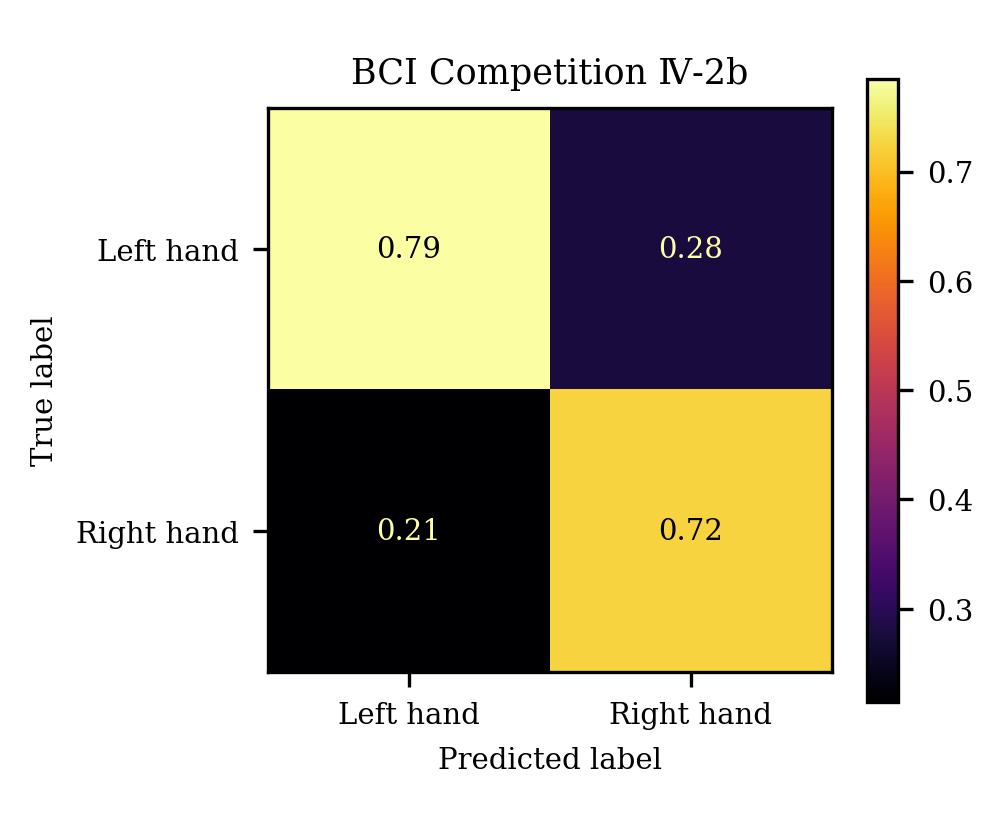 BCI Competition IV-2b
Left hand
0.79
0.28
Right hand
0.21
0.72
Left hand
Right hand
Predicted label
True label
0.7
0.6
0.5
0.4
0.3